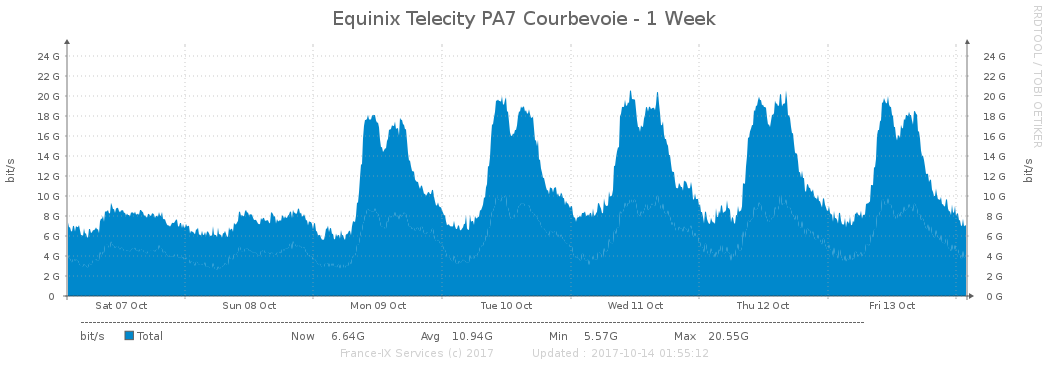 Equinix Telecity PA7 Courbevoie - 1 Week
RRDTOOL / TOBI OETIKER
bit/s
24 G
22 G
20 G
18 G
16 G
14 G
12 G
10 G
8 G
6 G
4 G
2 G
0
24 G
22 G
20 G
18 G
16 G
14 G
12 G
10 G
8 G
6 G
4 G
2 G
0 G
bit/s
Sat 07 Oct Sun 08 Oct Mon 09 Oct Tue 10 Oct Wed 11 Oct Thu 12 Oct Fri 13 Oct
bit/s Total Now 6.64G Avg 10.94G Min 5.57G Max 20.55G
France-IX Services (c) 2017 Updated : 2017-10-14 01:55:12